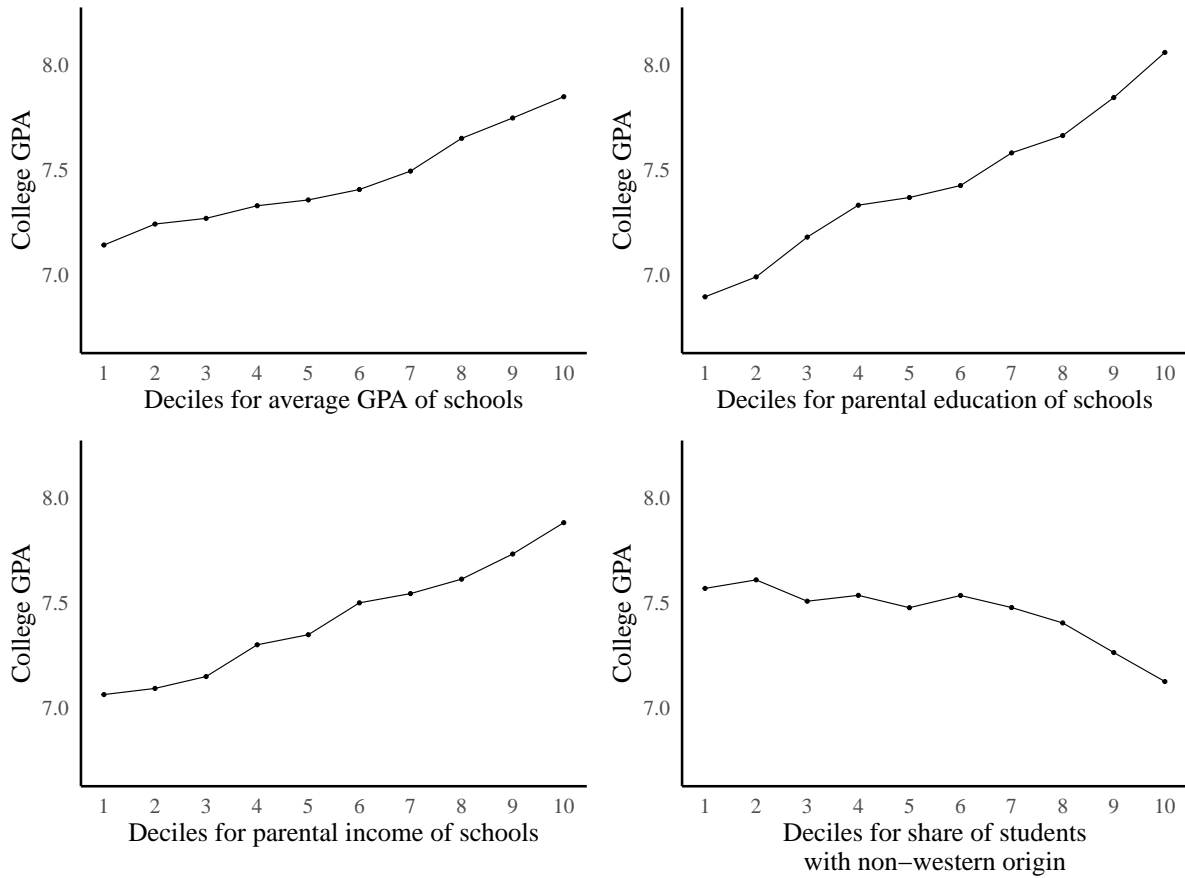 College GPA
8.0
7.5
7.0
1 2 3 4 5 6 7 8 9 10
Deciles for average GPA of schools
College GPA
8.0
7.5
7.0
1 2 3 4 5 6 7 8 9 10
Deciles for parental education of schools
College GPA
8.0
7.5
7.0
1 2 3 4 5 6 7 8 9 10
Deciles for parental income of schools
College GPA
8.0
7.5
7.0
1 2 3 4 5 6 7 8 9 10
Deciles for share of students
with non−western origin